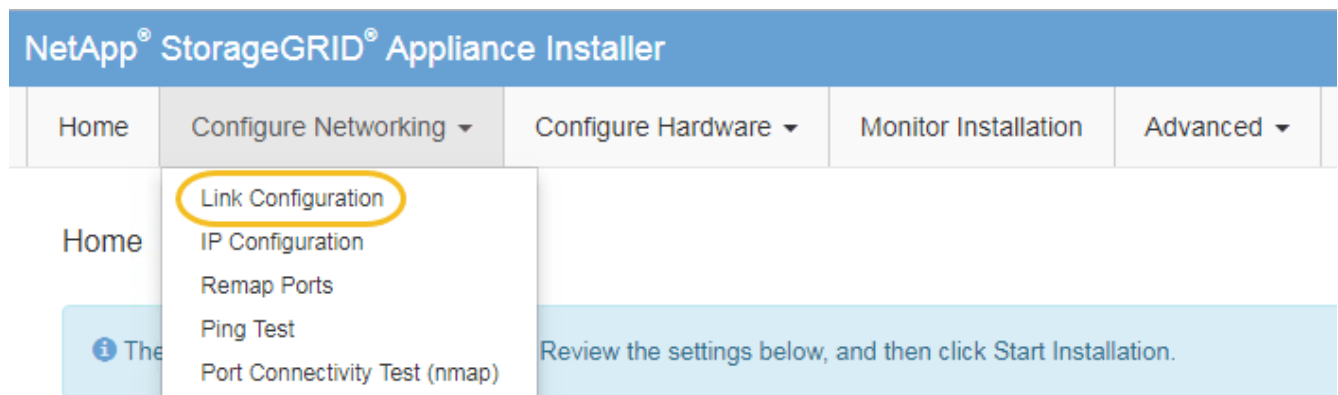 NetApp® StorageGRID® Appliance Installer
Home Configure Networking Configure Hardware Monitor Installation Advanced
Link Configuration
Home
IP Configuration
Remap Ports
Ping Test
The Review the settings below, and then click Start Installation.
Port Connectivity Test (nmap)